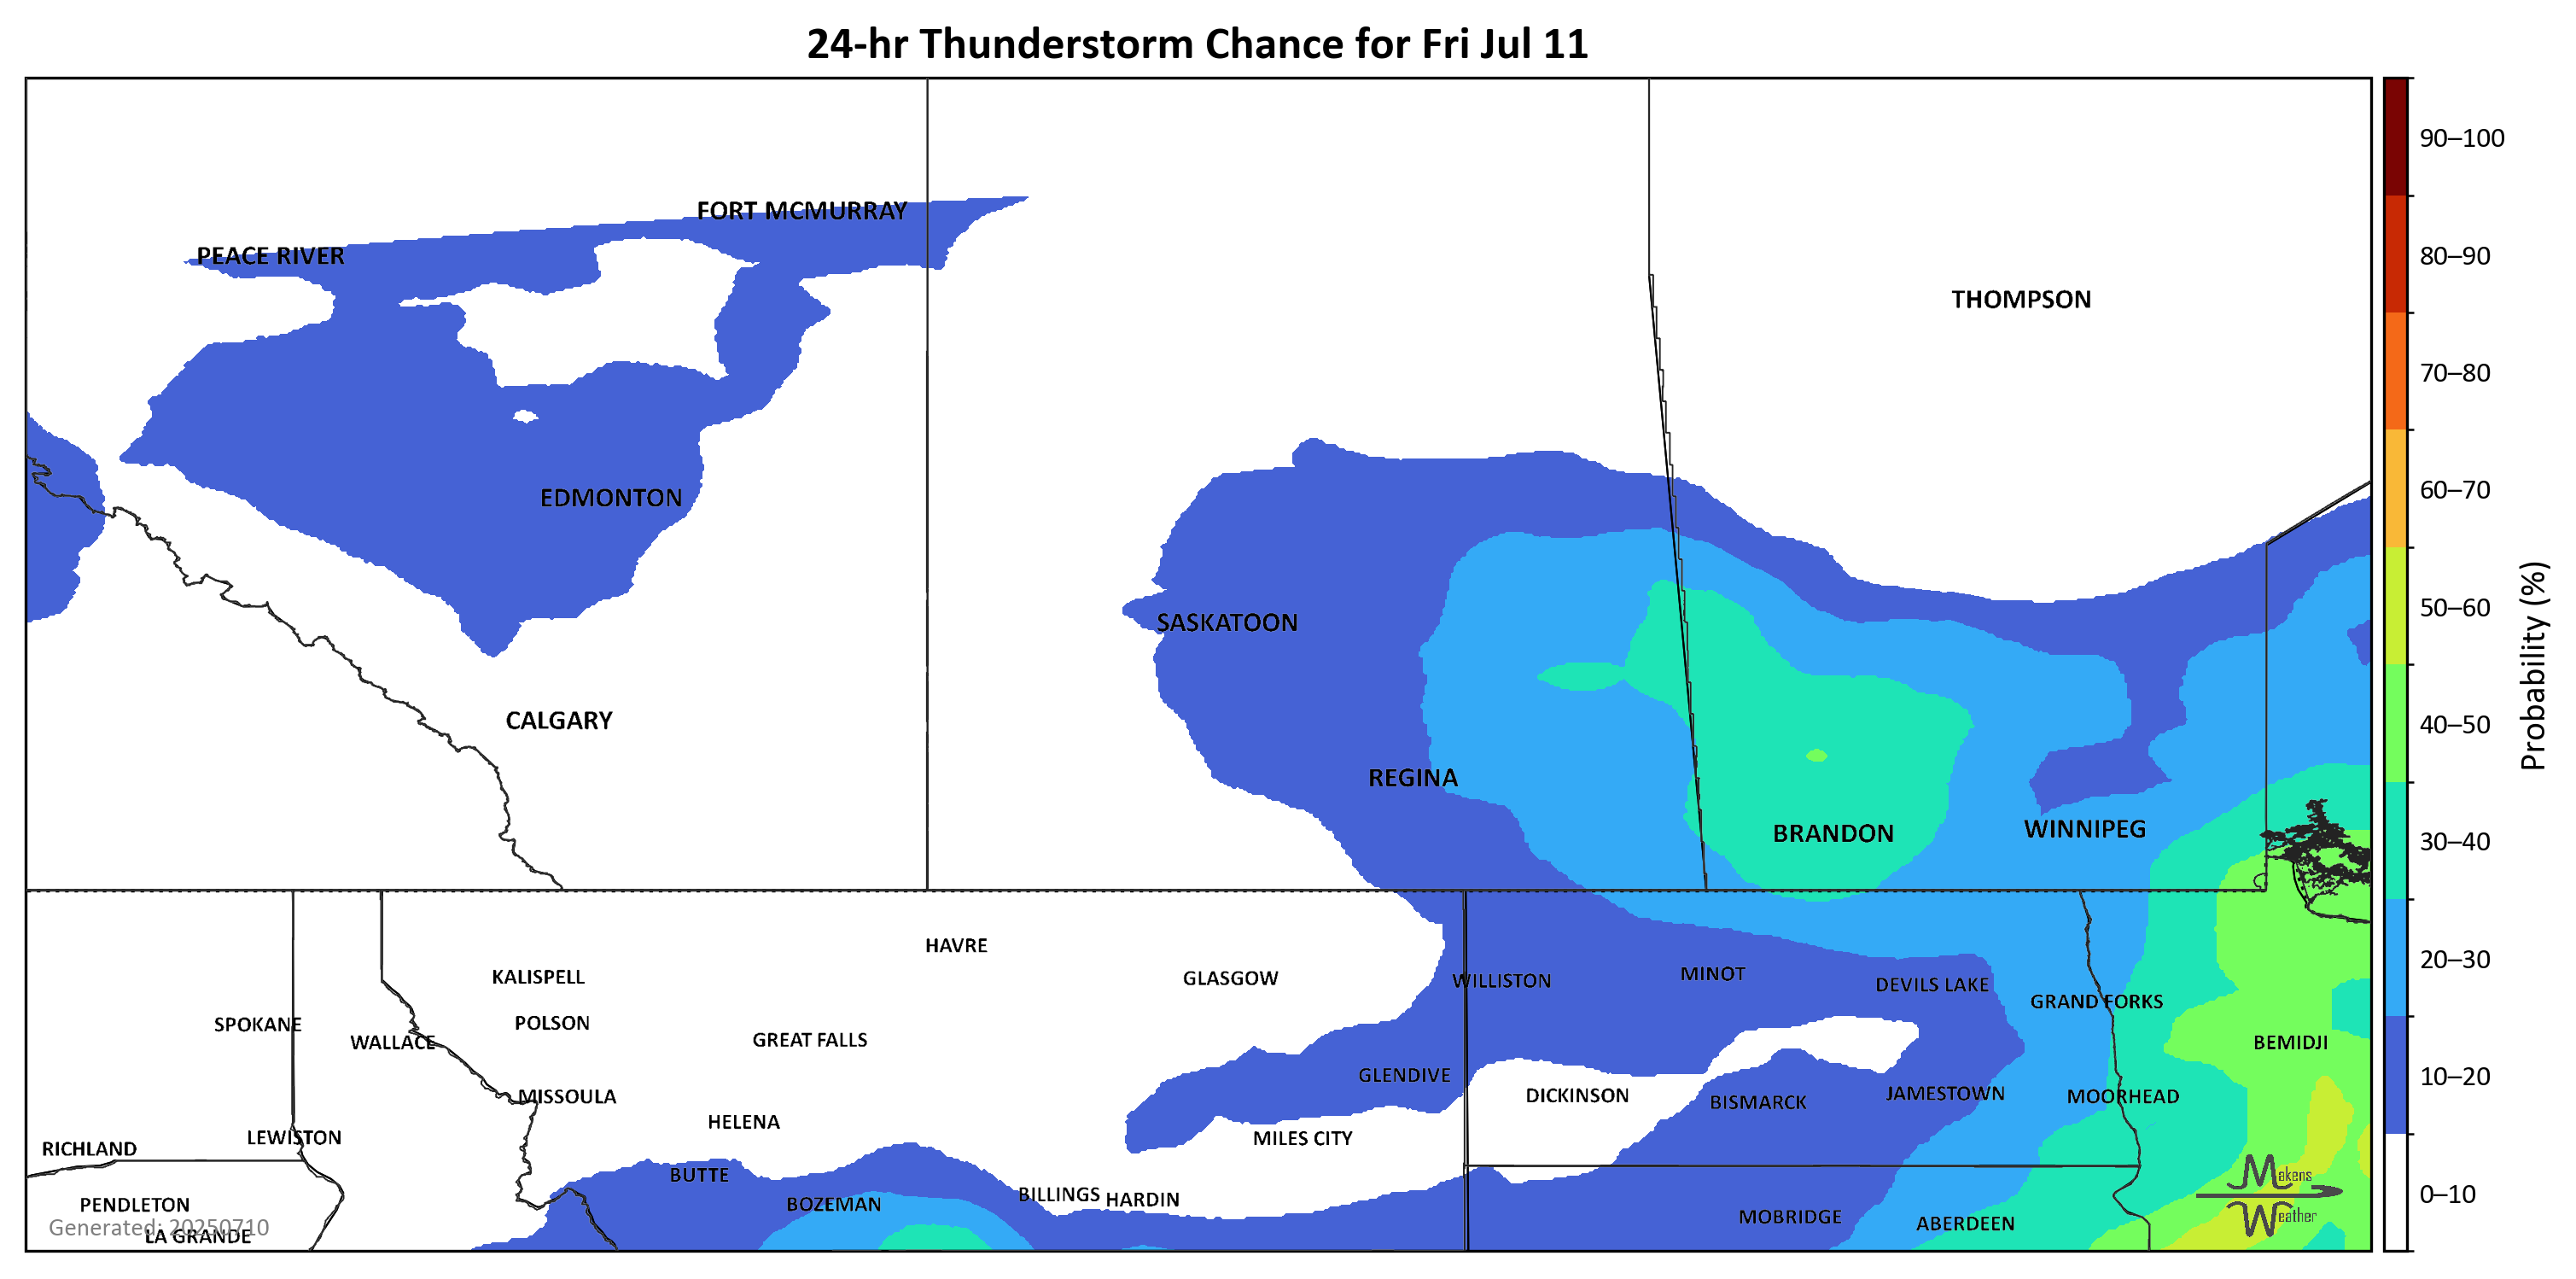 24-hr Thunderstorm Chance for Fri Jul 11
90–100
FORT MCMURRAY
PEACE RIVER
80–90
THOMPSON
70–80
EDMONTON
60–70
SASKATOON
50–60
CALGARY
40–50
Probability (%)
REGINA
BRANDON
WINNIPEG
30–40
HAVRE
KALISPELL
GLASGOW
WILLISTON
MINOT
DEVILS LAKE
20–30
GRAND FORKS
SPOKANE
POLSON
WALLACE
GREAT FALLS
BEMIDJI
GLENDIVE
10–20
MISSOULA
DICKINSON
BISMARCK
JAMESTOWN
MOORHEAD
HELENA
LEWISTON
MILES CITY
RICHLAND
BUTTE
Makens
BILLINGS
HARDIN
0–10
PENDLETON
BOZEMAN
MOBRIDGE
ABERDEEN
Weather
Generated: 20250710
LA GRANDE